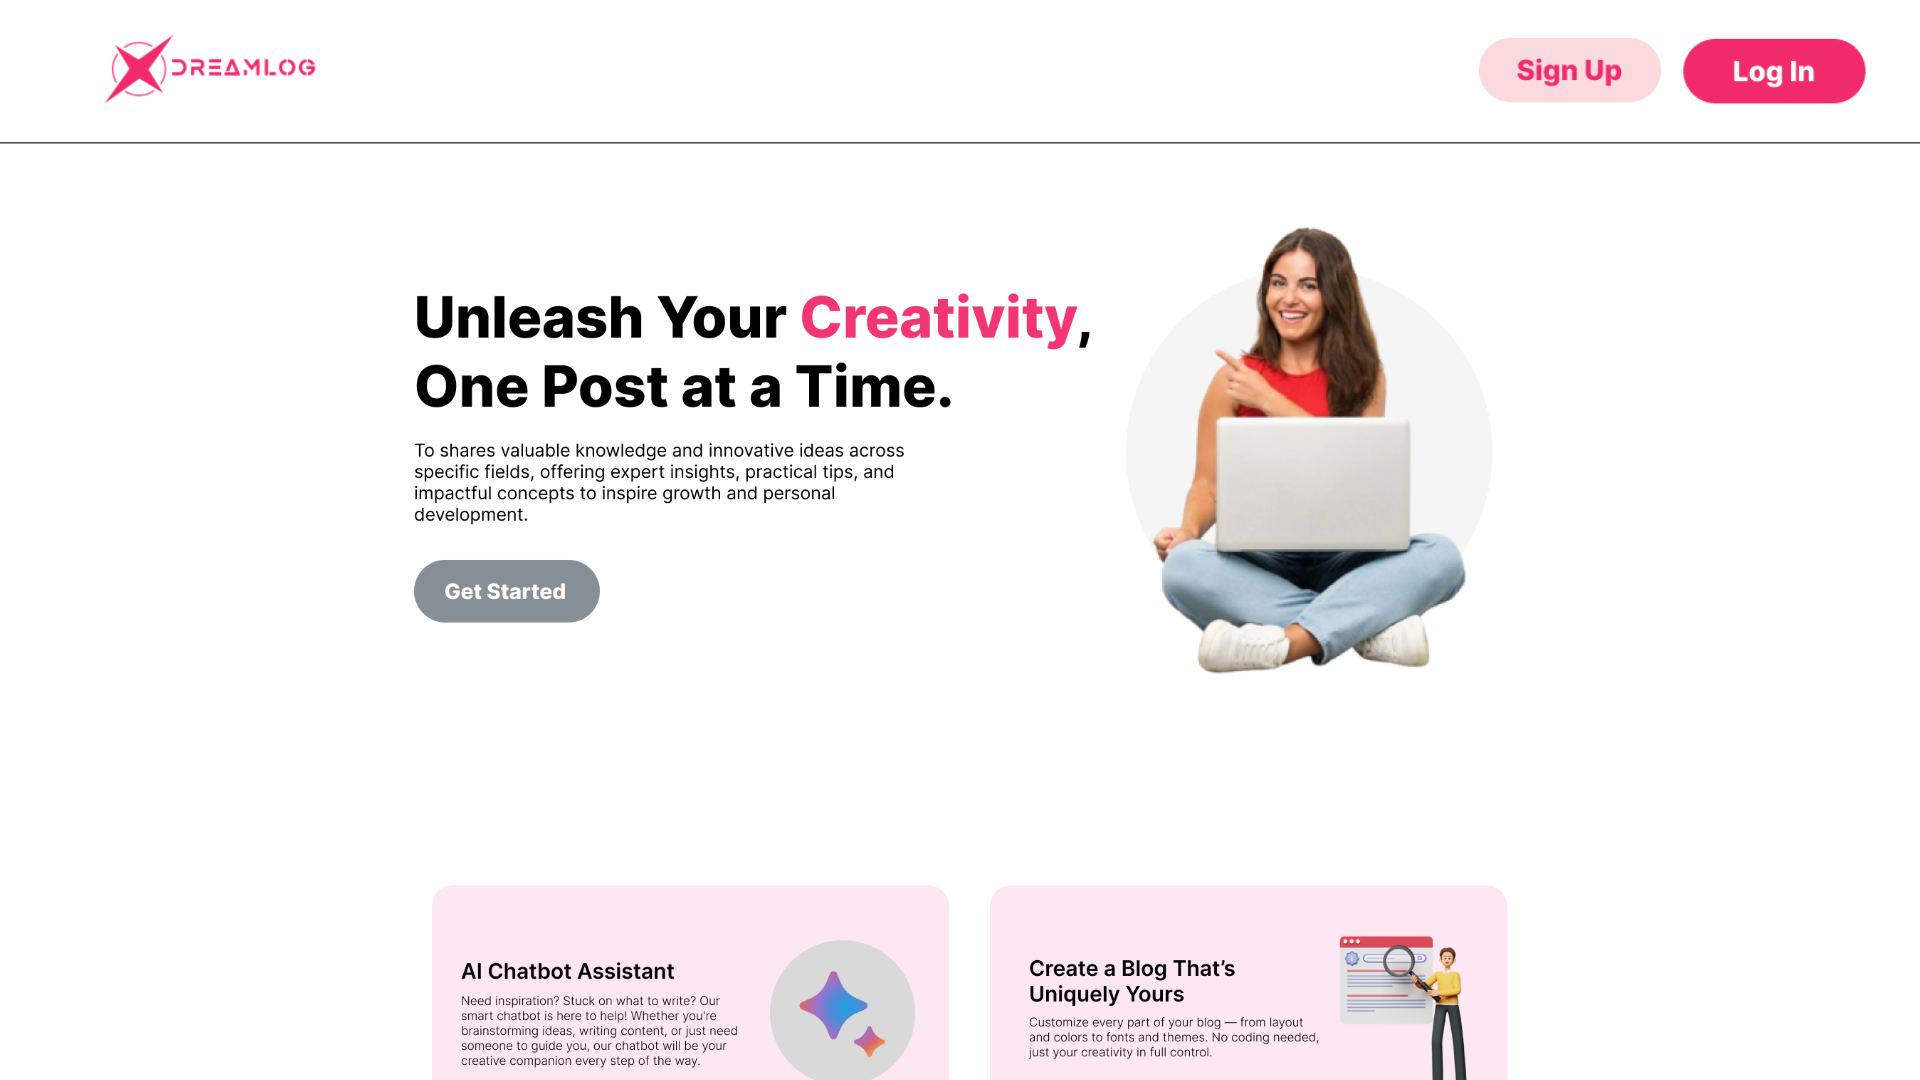 DREAMLOG
Sign Up
Log In
Unleash Your Creativity,
One Post at a Time.
To shares valuable knowledge and innovative ideas across
specific fields, offering expert insights, practical tips, and
impactful concepts to inspire growth and personal
development.
Get Started
AI Chatbot Assistant
Need inspiration? Stuck on what to write? Our
smart chatbot is here to help! Whether you're
brainstorming ideas, writing content, or just need
someone to guide you, our chatbot will be your
creative companion every step of the way.
Create a Blog That’s
Uniquely Yours
Customize every part of your blog — from layout
and colors to fonts and themes. No coding needed,
just your creativity in full control.